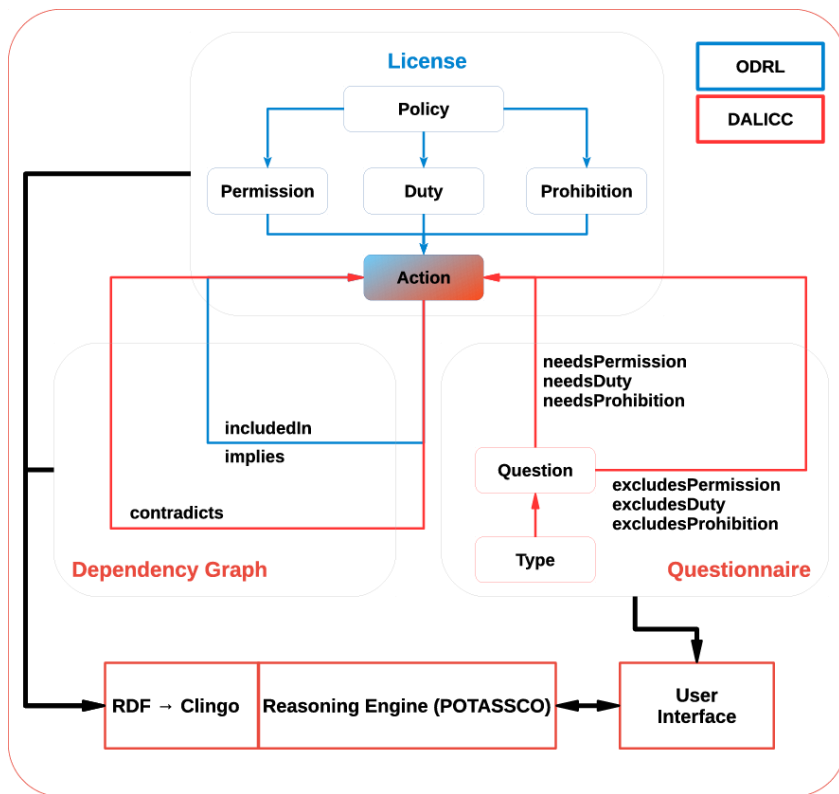 License
ODRL
DALICC
Policy
Permission
Duty
Prohibition
Action
includedIn
implies
contradicts
Dependency Graph
needsPermission
needsDuty
needsProhibition
Question
excludesPermission
excludesDuty
excludesProhibition
Type
Questionnaire
RDF → Clingo
Reasoning Engine (POTASSCO)
User
Interface